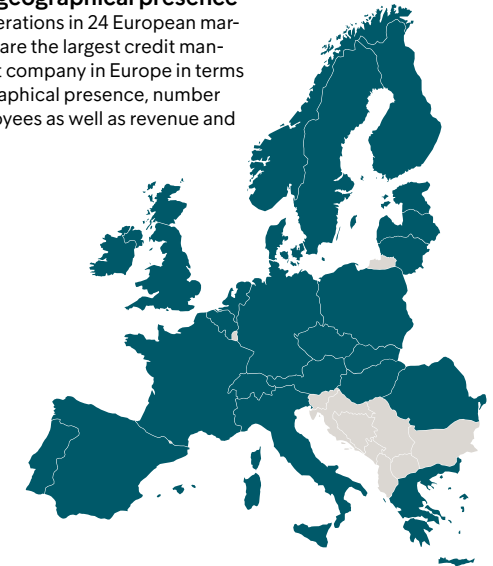 geographical presence
erations in 24 European mar-
are the largest credit man-
t company in Europe in terms
raphical presence, number
oyees as well as revenue and